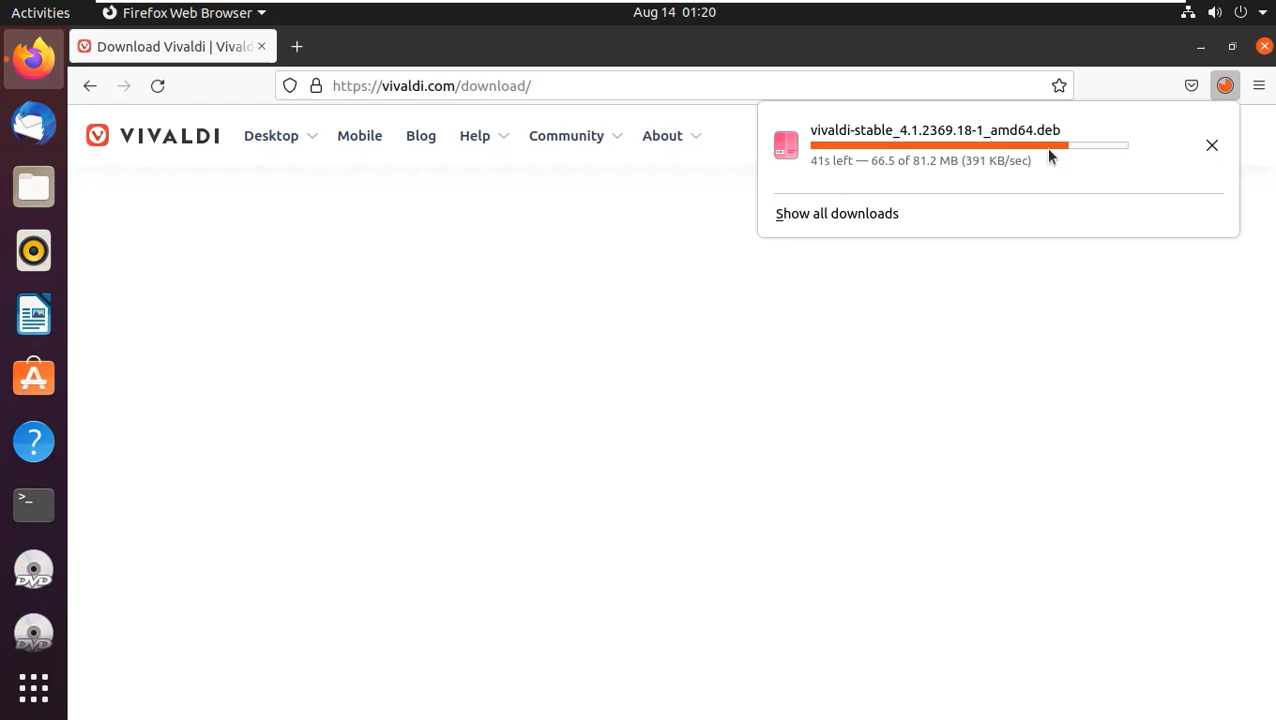 Activities
Firefox Web Browser
Aug 14 01:20
Download Vivaldi | Vivald
https://vivaldi.com/download/
VIVALDI
Desktop
Mobile
Blog
Help
Community
About
vivaldi-stable_4.1.2369.18-1_amd64.deb
41s left — 66.5 of 81.2 MB (391 KB/sec)
Show all downloads
?
>_
DVD
DVD